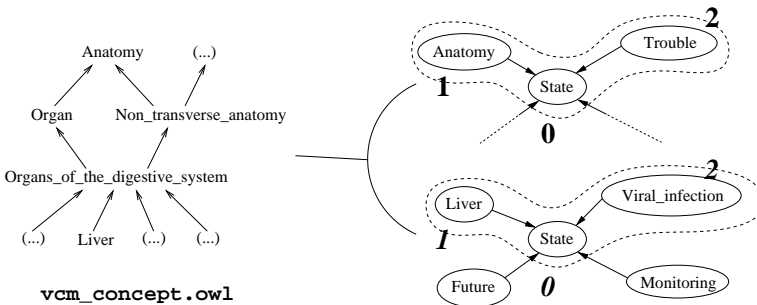 Anatomy (...)
Organ Non_transverse_anatomy
Organs_of_the_digestive_system
(...) Liver (...) (...)
vcm_concept.owl
2
Anatomy Trouble
1 State
0
2
Liver Viral_infection
1 State
Future 0 Monitoring